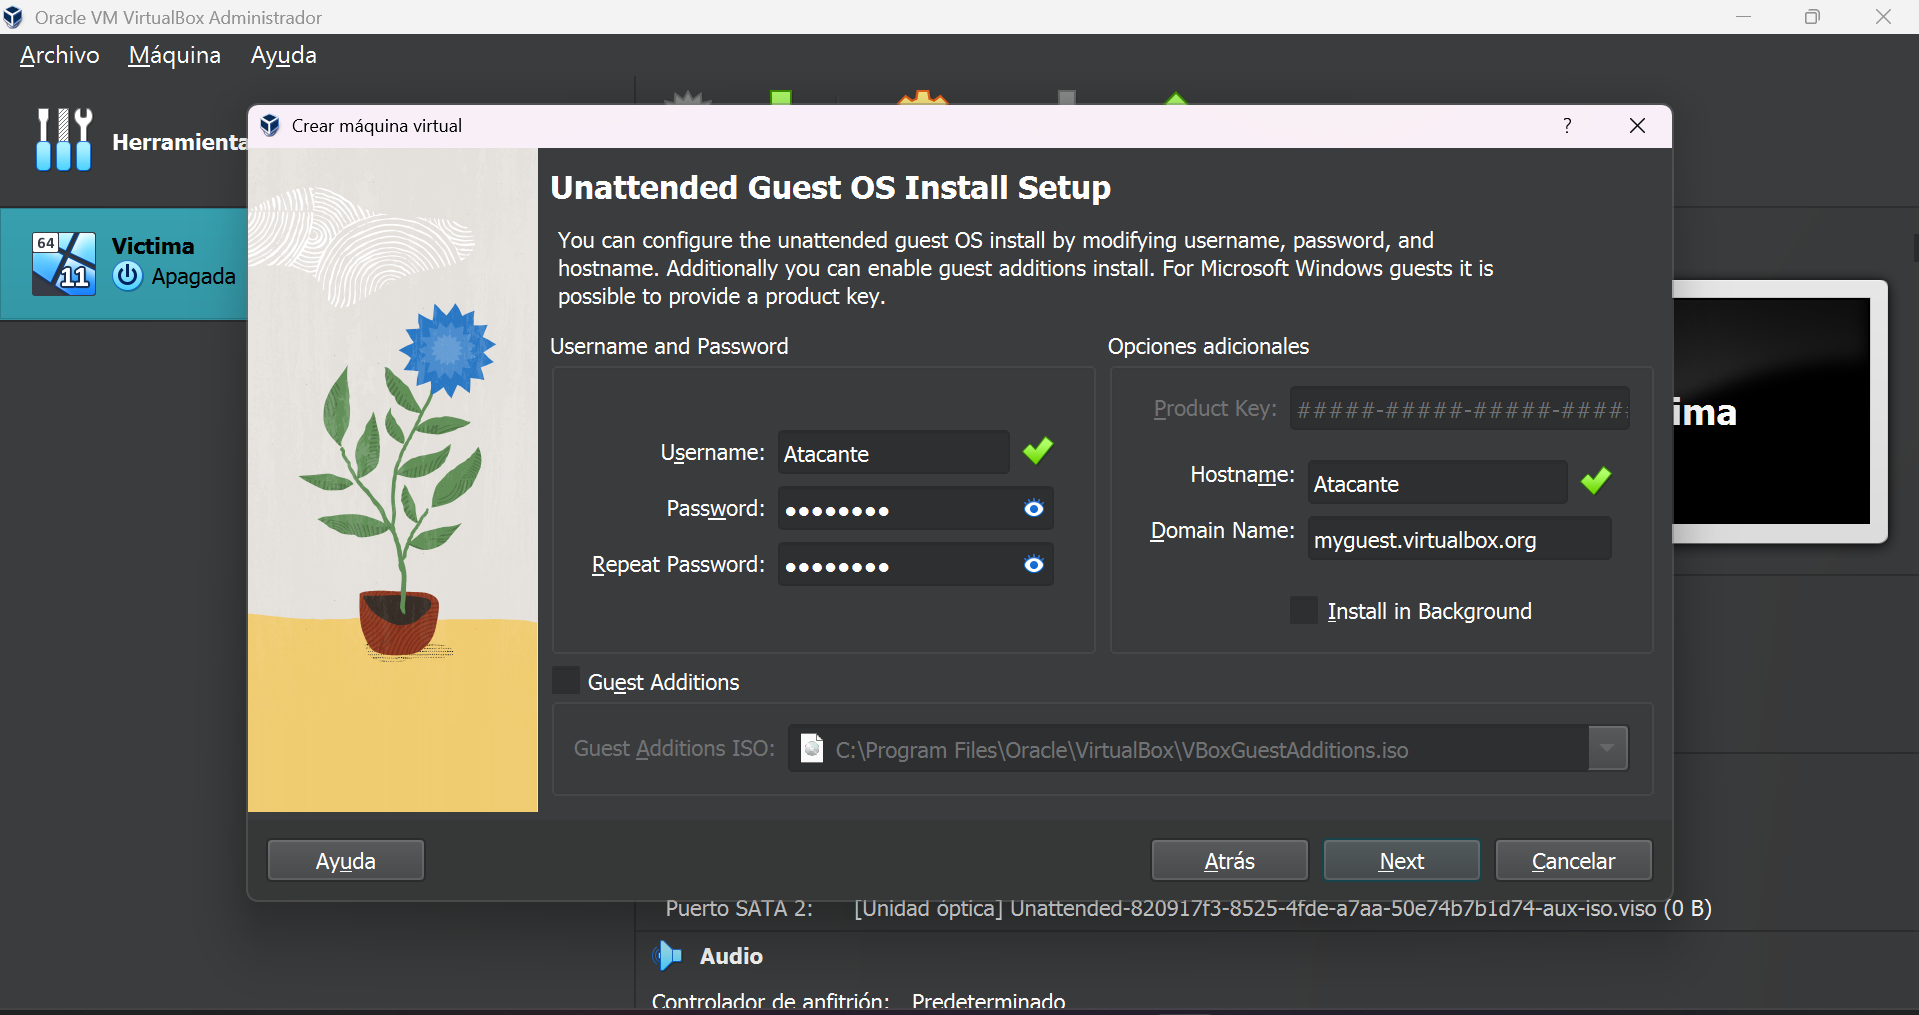 Oracle VM VirtualBox Administrador
Archivo Máquina Ayuda
Herramienta
64
11
Victima
Apagada
Crear máquina virtual
?
Unattended Guest OS Install Setup
You can configure the unattended guest OS install by modifying username, password, and
hostname. Additionally you can enable guest additions install. For Microsoft Windows guests it is
possible to provide a product key.
Username and Password
Username: Atacante
Password: ●●●●●●●●
Repeat Password: ●●●●●●●●
Opciones adicionales
Product Key: #####-#####-#####-####
Hostname: Atacante
Domain Name: myguest.virtualbox.org
Install in Background
Guest Additions
Guest Additions ISO: C:\Program Files\Oracle\VirtualBox\VBoxGuestAdditions.iso
Ayuda Atrás Next Cancelar
ima
Puerto SATA 2: [Unidad óptica] Unattended-820917f3-8525-4fde-a7aa-50e74b7b1d74-aux-iso.viso (0 B)
Audio
Controlador de anfitrión: Predeterminado